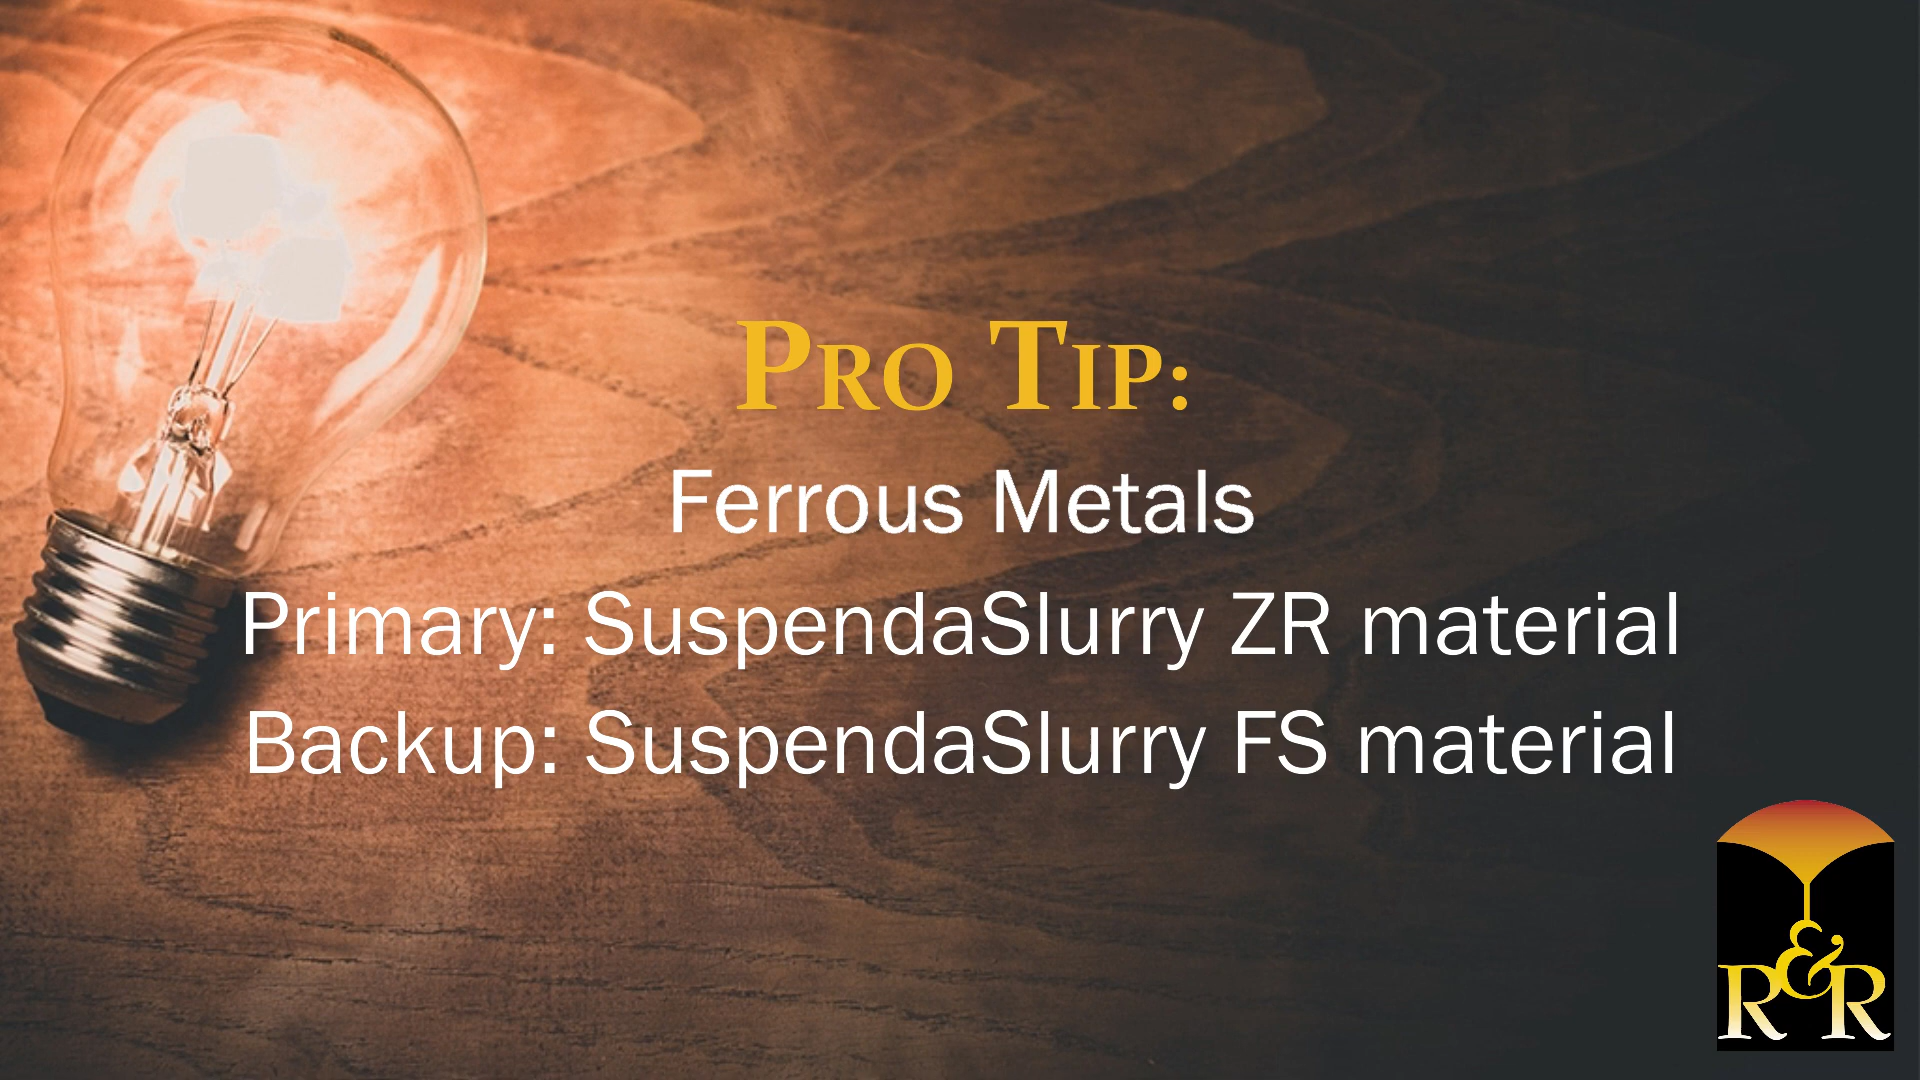 Pro Tip:
Ferrous Metals
Primary: SuspendaSlurry ZR material
Backup: SuspendaSlurry FS material
R&R